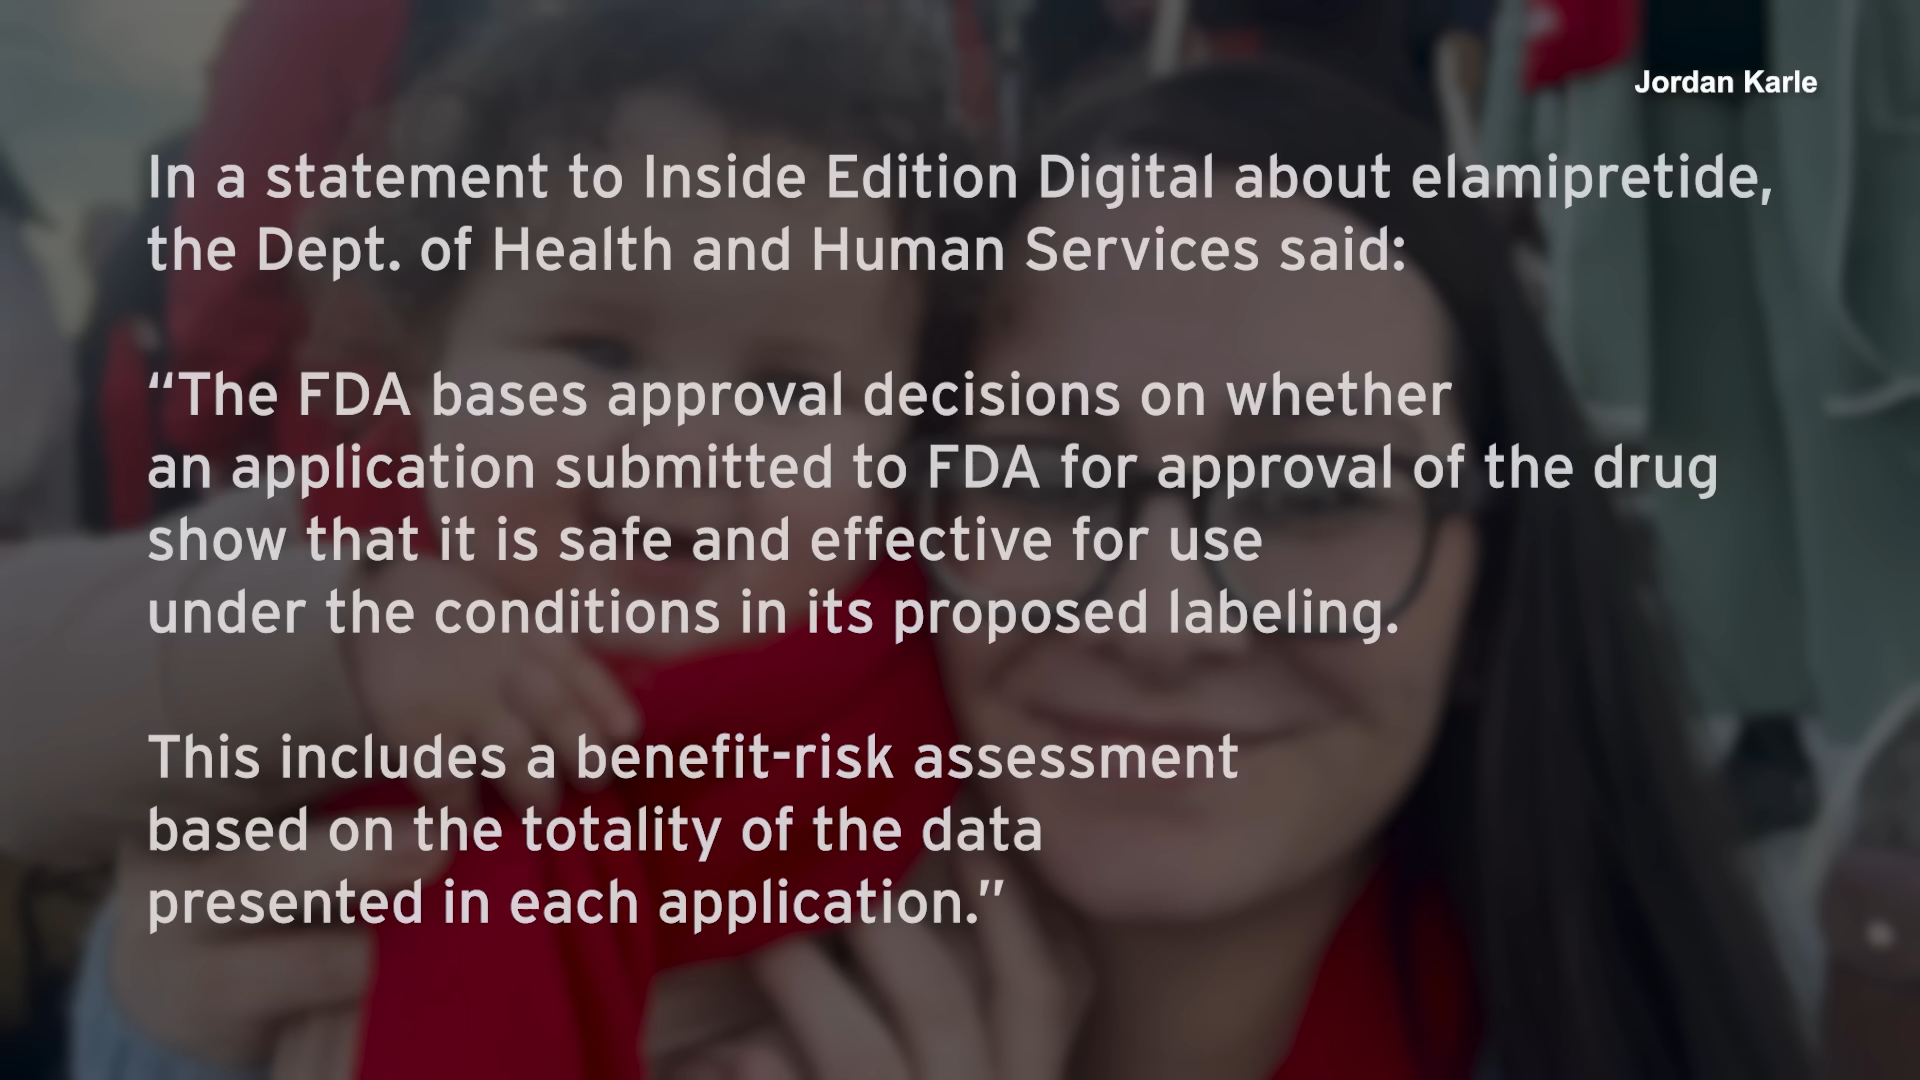 Jordan Karle
In a statement to Inside Edition Digital about elamipretide,
the Dept. of Health and Human Services said:
“The FDA bases approval decisions on whether
an application submitted to FDA for approval of the drug
show that it is safe and effective for use
under the conditions in its proposed labeling.
This includes a benefit-risk assessment
based on the totality of the data
presented in each application.”